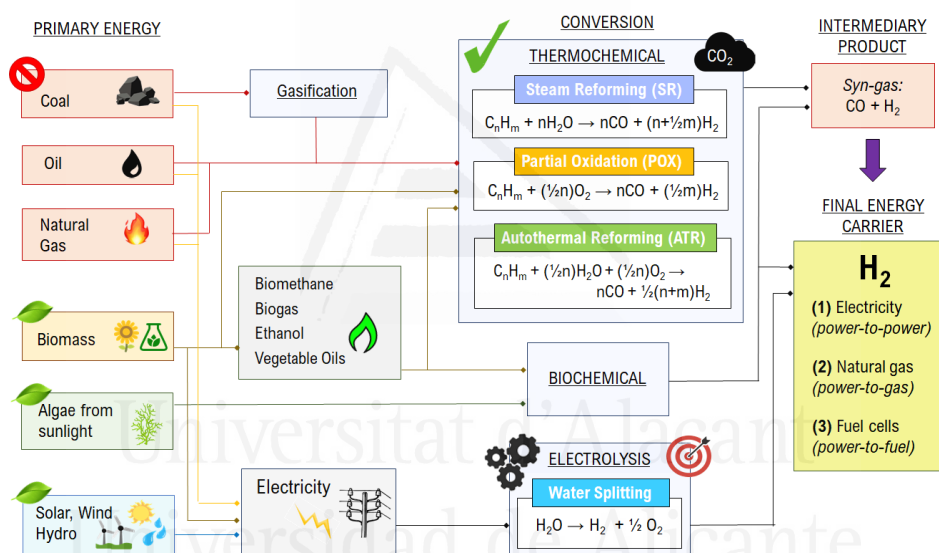 PRIMARY ENERGY
Coal
Oil
Natural
Gas
Biomass
Algae from
sunlight
Solar, Wind
Hydro
Gasification
Biomethane
Biogas
Ethanol
Vegetable Oils
Electricity
CONVERSION
THERMOCHEMICAL
CO₂
Steam Reforming (SR)
CₙHₘ + nH₂O → nCO + (n+½m)H₂
Partial Oxidation (POX)
CₙHₘ + (½n)O₂ → nCO + (½m)H₂
Autothermal Reforming (ATR)
CₙHₘ + (½n)H₂O + (½n)O₂ →
nCO + ½(n+m)H₂
BIOCHEMICAL
ELECTROLYSIS
Water Splitting
H₂O → H₂ + ½ O₂
INTERMEDIARY
PRODUCT
Syn-gas:
CO + H₂
FINAL ENERGY
CARRIER
H₂
(1) Electricity
(power-to-power)
(2) Natural gas
(power-to-gas)
(3) Fuel cells
(power-to-fuel)
Universitat d'Alacant
Universidad de Alicante